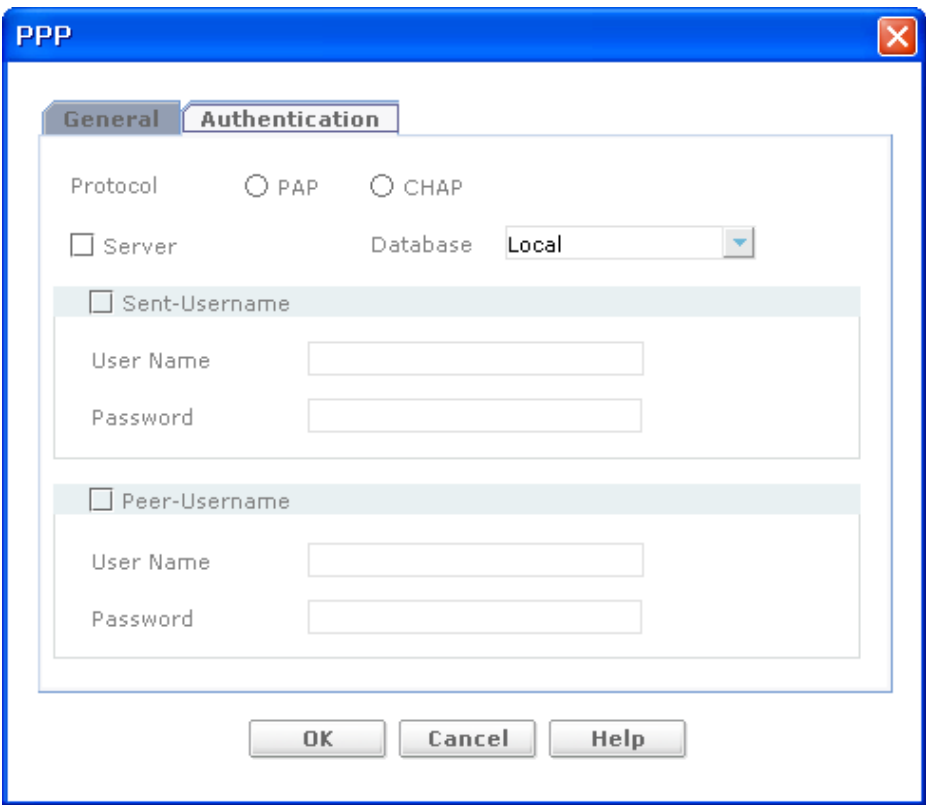 PPP
General Authentication
Protocol PAP CHAP
Server Database Local
Sent-Username
User Name
Password
Peer-Username
User Name
Password
OK Cancel Help